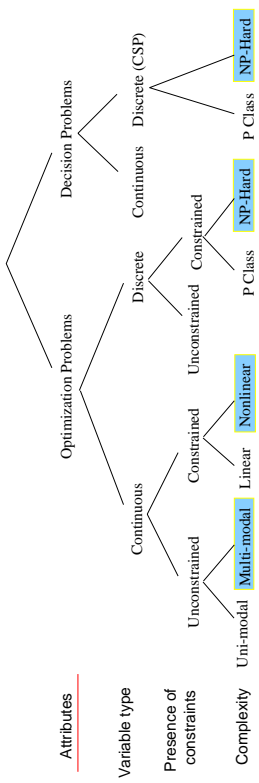 Attributes
Optimization Problems
Decision Problems
Variable type
Continuous
Discrete
Continuous
Discrete (CSP)
Presence of
constraints
Unconstrained
Constrained
Unconstrained
Constrained
Complexity
Uni-modal
Multi-modal
Linear
Nonlinear
P Class
NP-Hard
P Class
NP-Hard